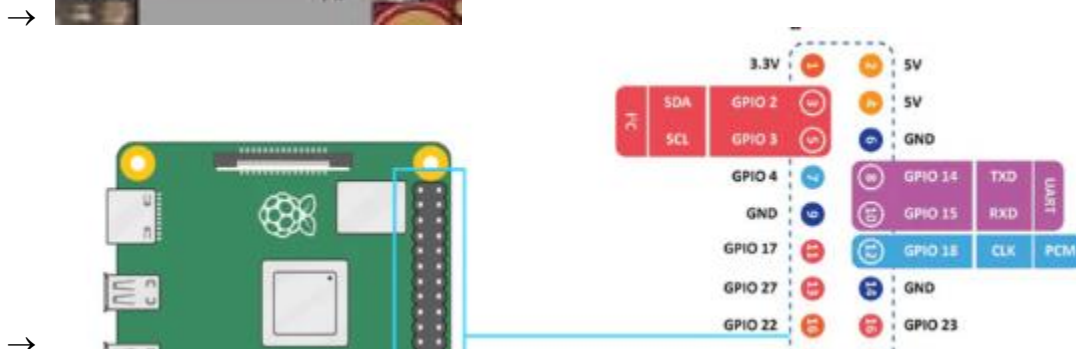 →
3.3V 1 2 5V
I²C SDA GPIO 2 3 4 5V
SCL GPIO 3 5 6 GND
GPIO 4 7 8 GPIO 14 TXD UART
GND 9 10 GPIO 15 RXD
GPIO 17 11 12 GPIO 18 CLK PCM
GPIO 27 13 14 GND
GPIO 22 16 GPIO 23
→